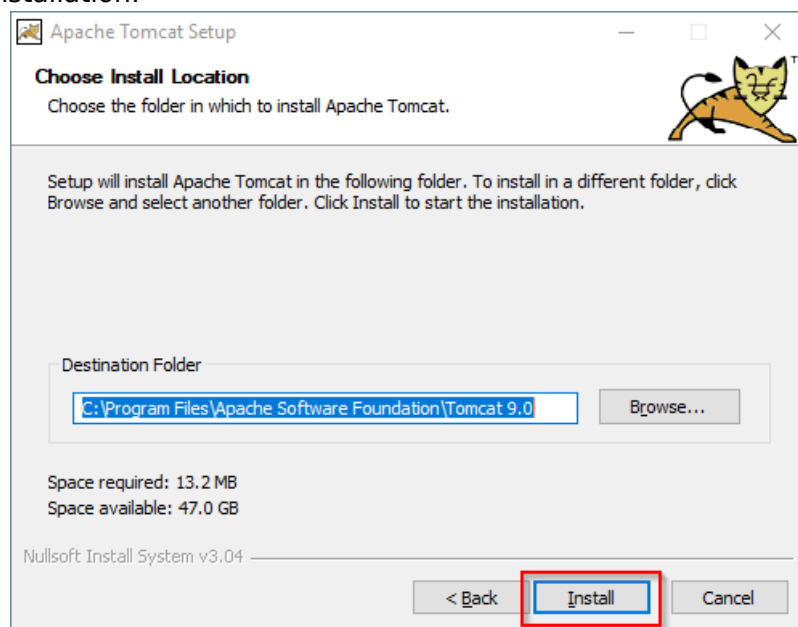 stallation.
Apache Tomcat Setup
Choose Install Location
Choose the folder in which to install Apache Tomcat.
TM
Setup will install Apache Tomcat in the following folder. To install in a different folder, click
Browse and select another folder. Click Install to start the installation.
Destination Folder
C:\Program Files\Apache Software Foundation\Tomcat 9.0
Browse...
Space required: 13.2 MB
Space available: 47.0 GB
Nullsoft Install System v3.04
< Back Install Cancel